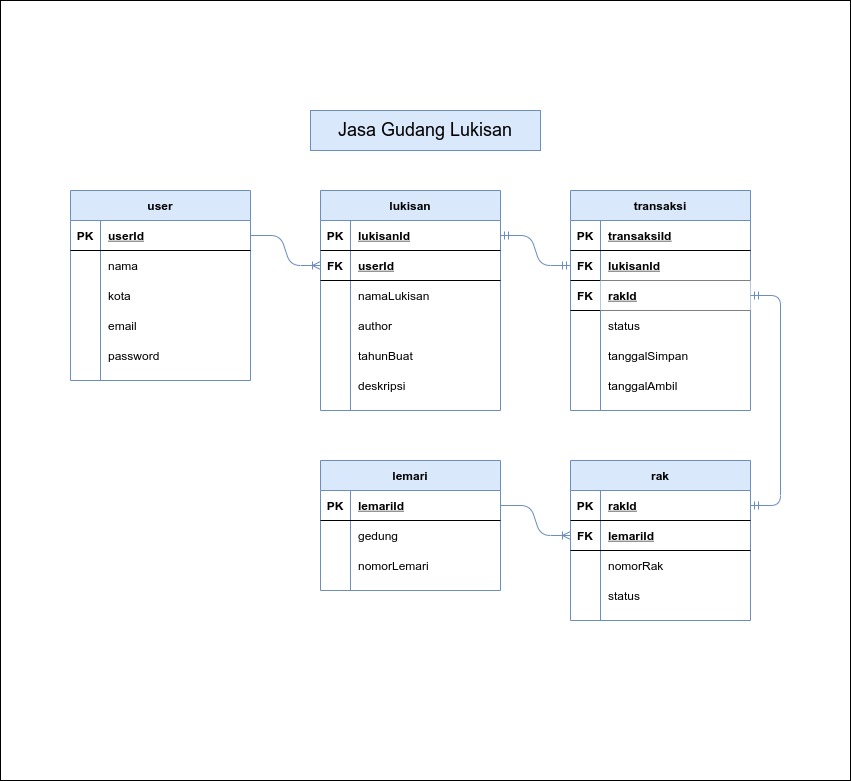 Jasa Gudang Lukisan
user
PK userId
nama
kota
email
password
lukisan
PK lukisanId
FK userId
namaLukisan
author
tahunBuat
deskripsi
transaksi
PK transaksiId
FK lukisanId
FK rakId
status
tanggalSimpan
tanggalAmbil
lemari
PK lemariId
gedung
nomorLemari
rak
PK rakId
FK lemariId
nomorRak
status